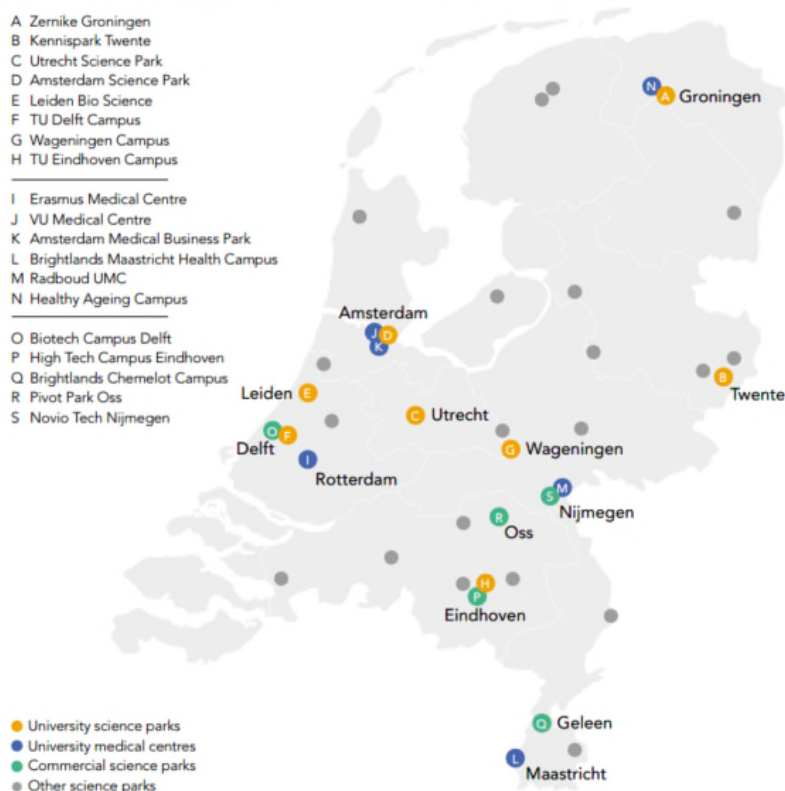 A Zernike Groningen
B Kennispark Twente
C Utrecht Science Park
D Amsterdam Science Park
E Leiden Bio Science
F TU Delft Campus
G Wageningen Campus
H TU Eindhoven Campus
I Erasmus Medical Centre
J VU Medical Centre
K Amsterdam Medical Business Park
L Brightlands Maastricht Health Campus
M Radboud UMC
N Healthy Ageing Campus
O Biotech Campus Delft
P High Tech Campus Eindhoven
Q Brightlands Chemelot Campus
R Pivot Park Oss
S Novio Tech Nijmegen
N
A Groningen
Amsterdam
J D
K
B
Twente
Leiden E
C Utrecht
O F
Delft
I
Rotterdam
G Wageningen
S M
Nijmegen
R
Oss
H
P
Eindhoven
Q Geleen
L
Maastricht
University science parks
University medical centres
Commercial science parks
Other science parks